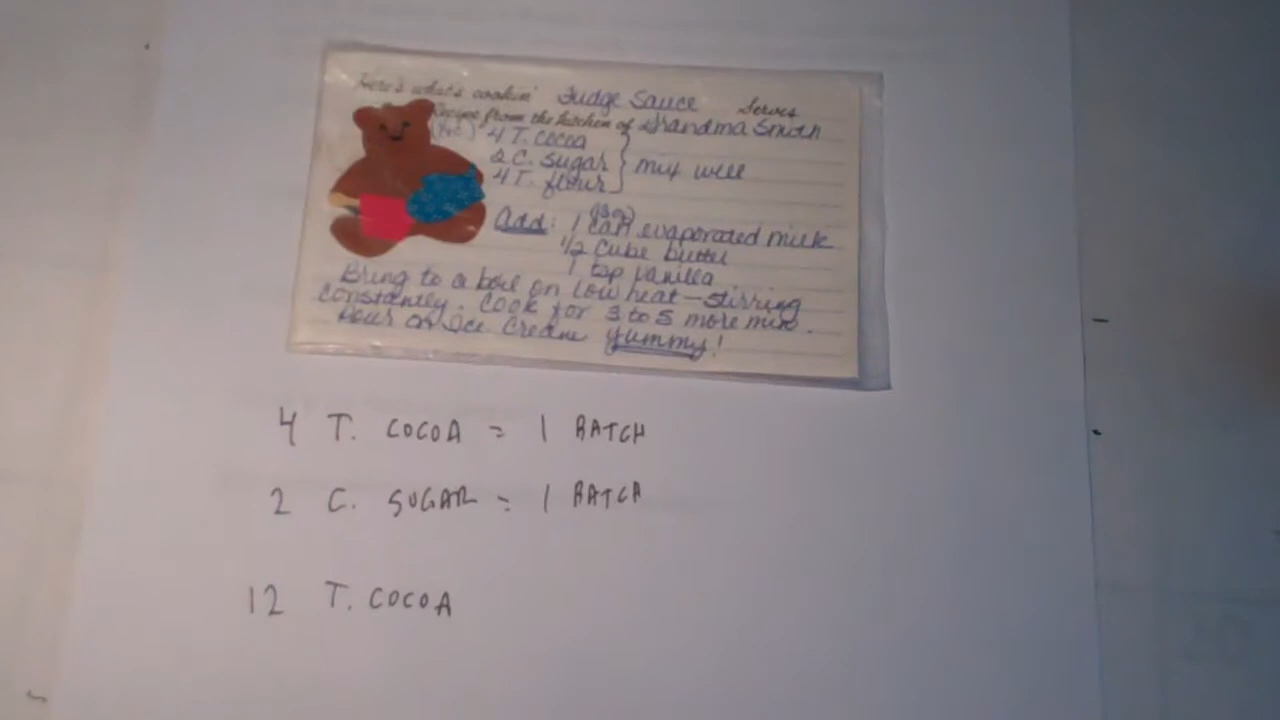 Here's what's cookin' Fudge Sauce Serves
Recipe from the kitchen of Grandma Smith
4 T. cocoa
2 C. sugar } mix well
4 T. flour
Add: 1 can evaporated milk
1/2 cube butter
1 tsp vanilla
Bring to a boil on low heat - stirring
constantly. Cook for 3 to 5 more min.
Pour on Ice Creame yummy!
4 T. COCOA = 1 BATCH
2 C. SUGAR = 1 BATCH
12 T. COCOA